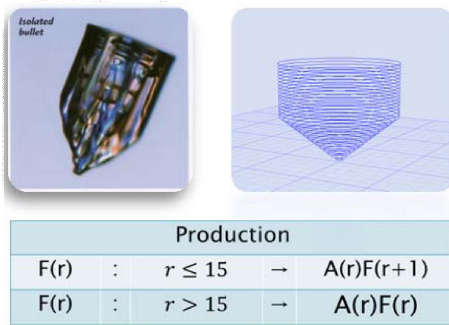 Isolated
bullet
Production
F(r) : r ≤ 15 → A(r)F(r+1)
F(r) : r > 15 → A(r)F(r)